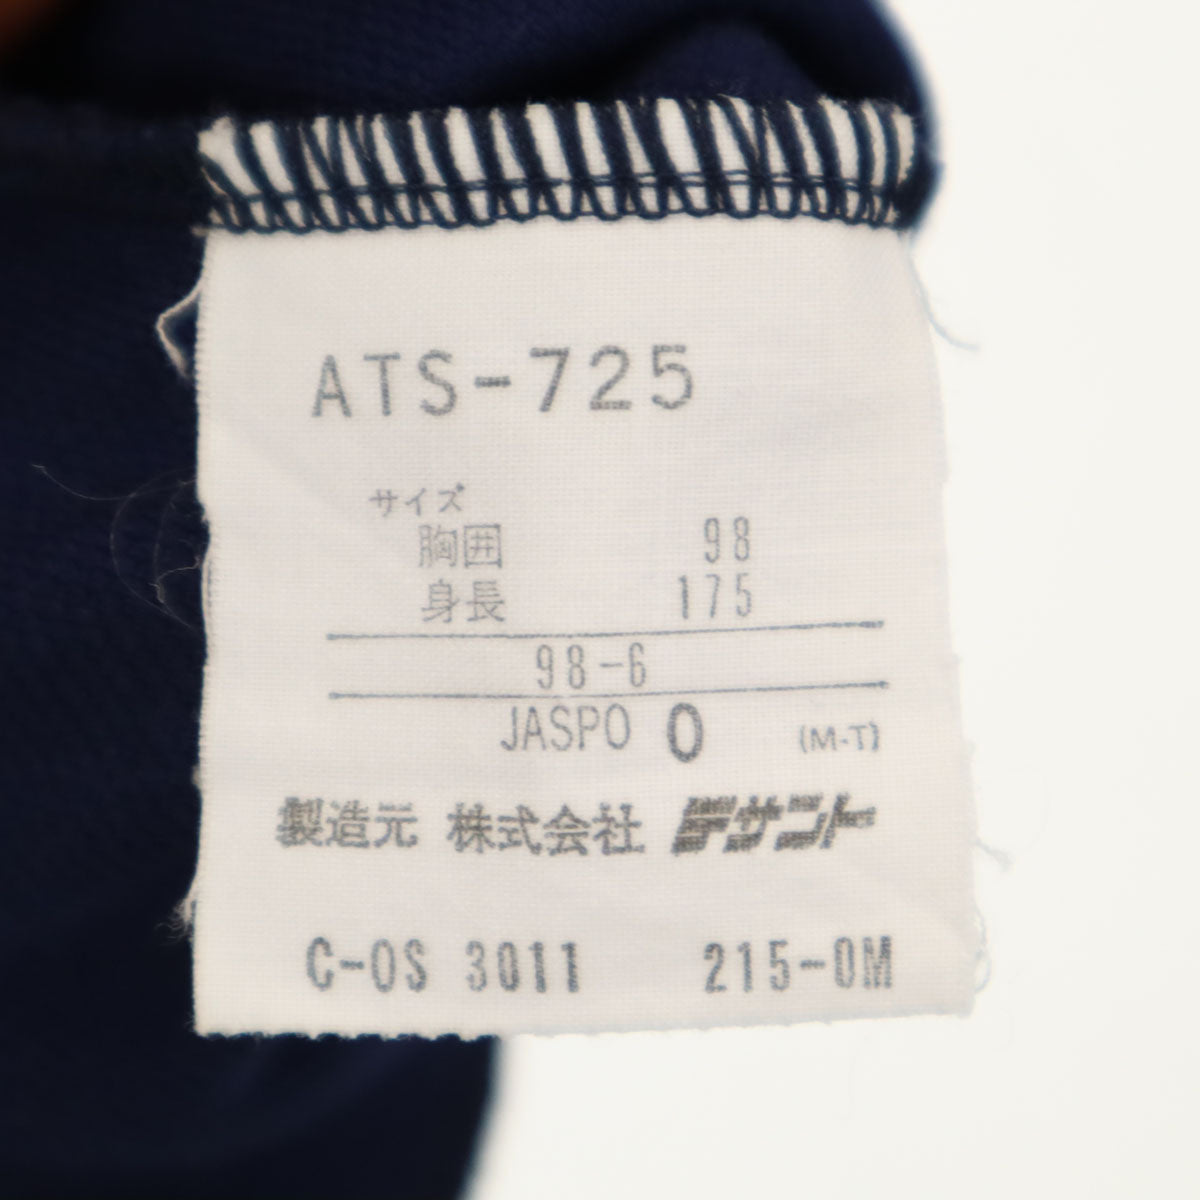 ATS-725
サイズ
胸囲 98
身長 175
98-6
JASPO O (M-T)
製造元 株式会社 デサント
C-OS 3011 215-0M